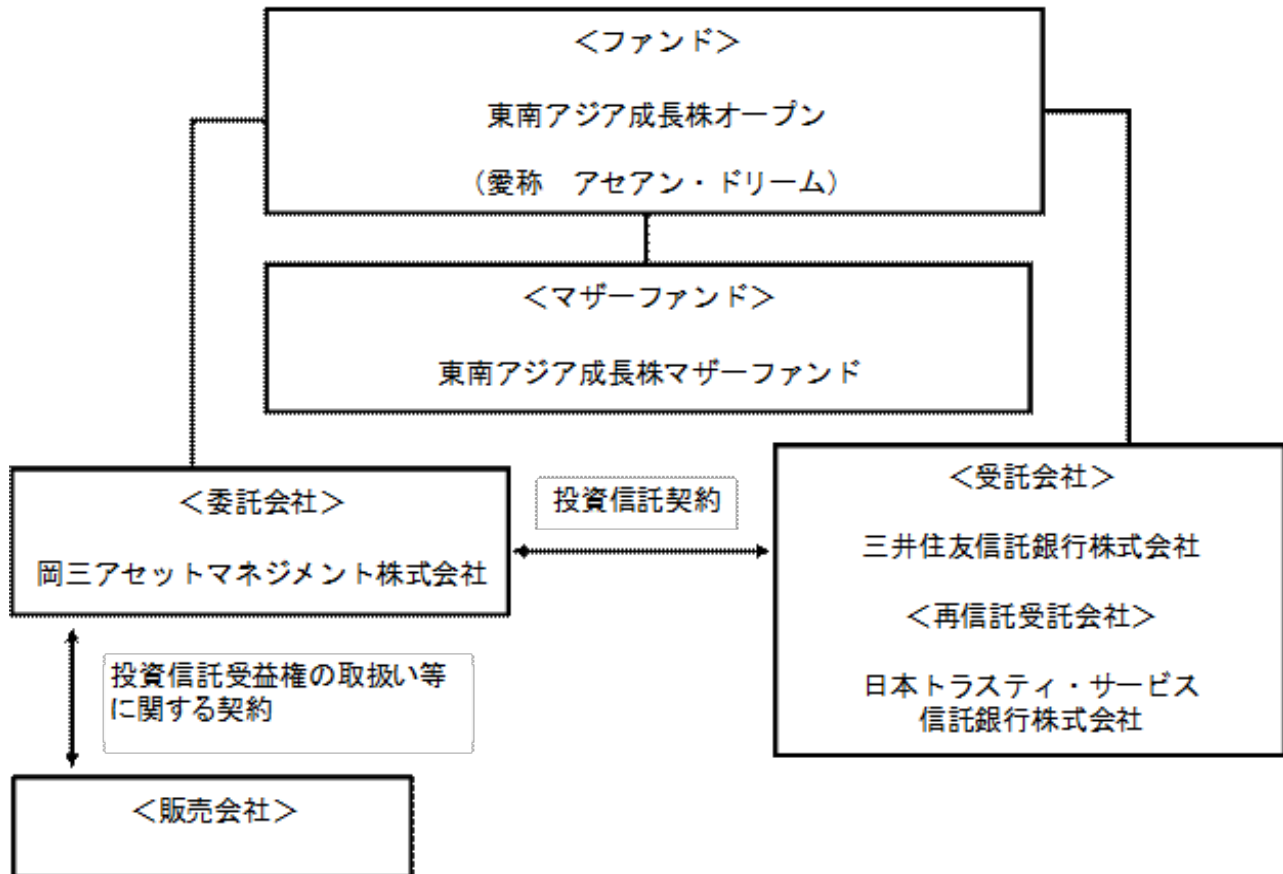 ＜ファンド＞
東南アジア成長株オープン
（愛称　アセアン・ドリーム）
＜マザーファンド＞
東南アジア成長株マザーファンド
＜委託会社＞
岡三アセットマネジメント株式会社
投資信託契約
＜受託会社＞
三井住友信託銀行株式会社
＜再信託受託会社＞
日本トラスティ・サービス
信託銀行株式会社
投資信託受益権の取扱い等
に関する契約
＜販売会社＞